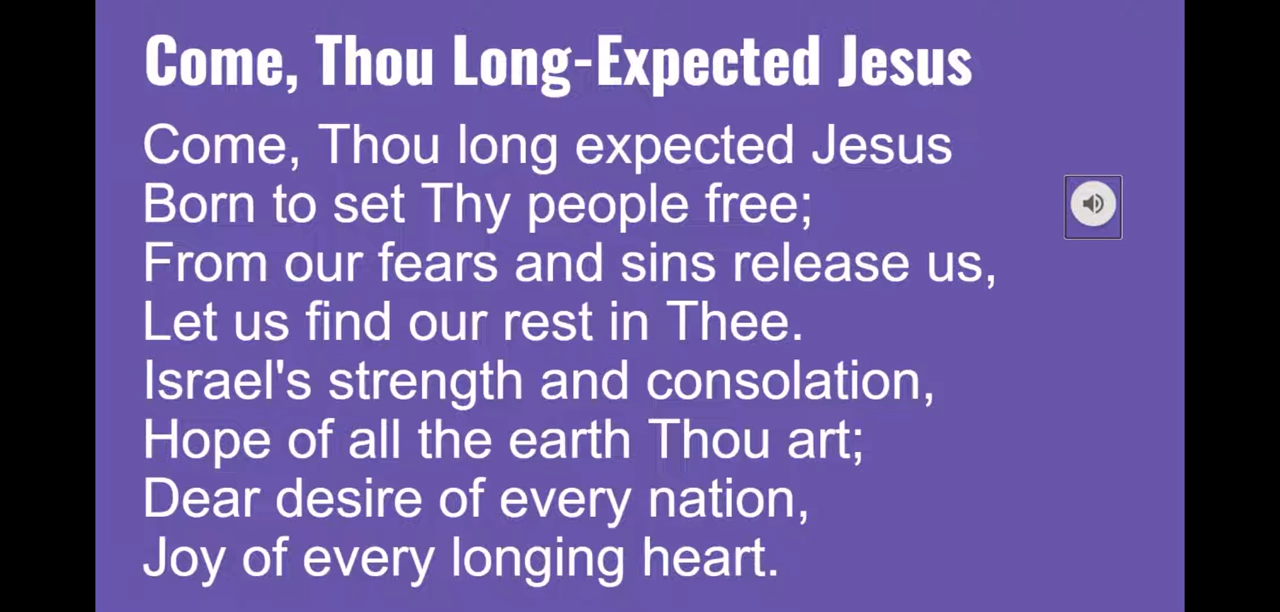 Come, Thou Long-Expected Jesus
Come, Thou long expected Jesus
Born to set Thy people free;
From our fears and sins release us,
Let us find our rest in Thee.
Israel's strength and consolation,
Hope of all the earth Thou art;
Dear desire of every nation,
Joy of every longing heart.